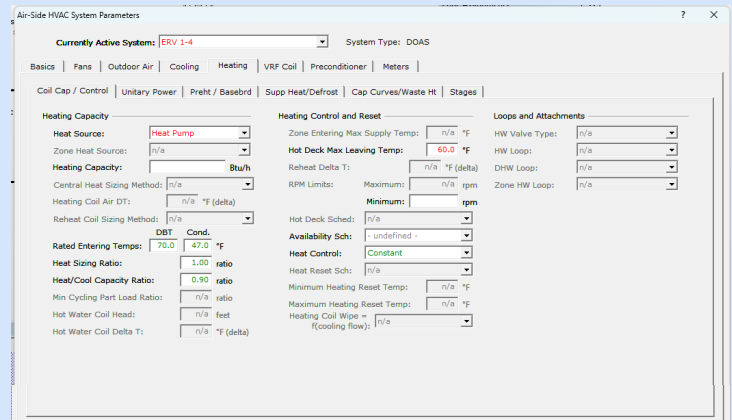 Air-Side HVAC System Parameters
? X
Currently Active System: ERV 1-4 System Type: DOAS
Basics Fans Outdoor Air Cooling Heating VRF Coil Preconditioner Meters
Coil Cap / Control Unitary Power Preht / Basebrd Supp Heat/Defrost Cap Curves/Waste Ht Stages
Heating Capacity
Heat Source: Heat Pump
Zone Heat Source: n/a
Heating Capacity: Btu/h
Central Heat Sizing Method: n/a
Heating Coil Air DT: n/a °F (delta)
Reheat Coil Sizing Method: n/a
DBT Cond.
Rated Entering Temps: 70.0 47.0 °F
Heat Sizing Ratio: 1.00 ratio
Heat/Cool Capacity Ratio: 0.90 ratio
Min Cycling Part Load Ratio: n/a ratio
Hot Water Coil Head: n/a feet
Hot Water Coil Delta T: n/a °F (delta)
Heating Control and Reset
Zone Entering Max Supply Temp: n/a °F
Hot Deck Max Leaving Temp: 60.0 °F
Reheat Delta T: n/a °F (delta)
RPM Limits: Maximum: n/a rpm
Minimum: rpm
Hot Deck Sched: n/a
Availability Sch: - undefined -
Heat Control: Constant
Heat Reset Sch: n/a
Minimum Heating Reset Temp: n/a °F
Maximum Heating Reset Temp: n/a °F
Heating Coil Wipe =
f(cooling flow): n/a
Loops and Attachments
HW Valve Type: n/a
HW Loop: n/a
DHW Loop: n/a
Zone HW Loop: n/a